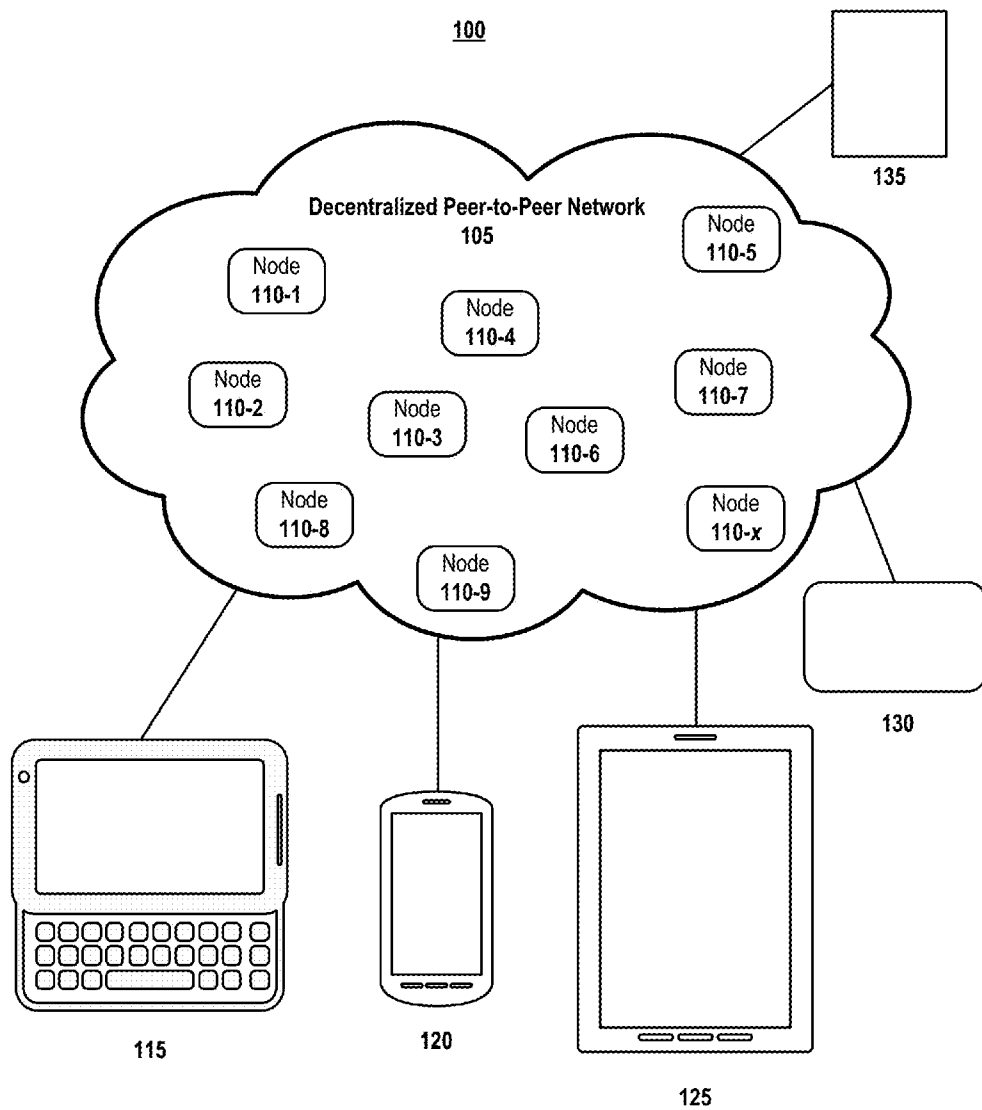 100
135
Decentralized Peer-to-Peer Network
105
Node
110-5
Node
110-1
Node
110-4
Node
110-2
Node
110-3
Node
110-6
Node
110-7
Node
110-8
Node
110-9
Node
110-x
130
115
120
125